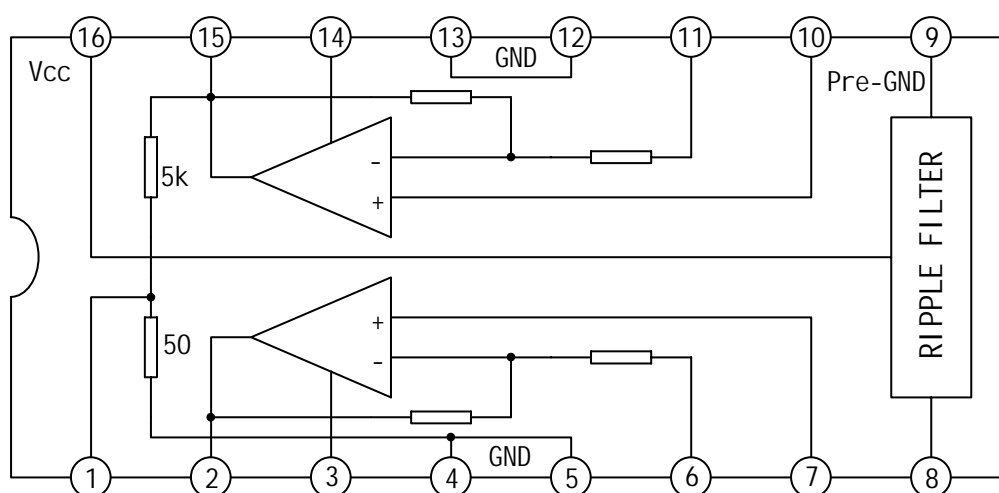 16 15 14 13 12 11 10 9
Vcc GND Pre-GND
5k
-
+
RIPPLE FILTER
50
+
-
GND
1 2 3 4 5 6 7 8